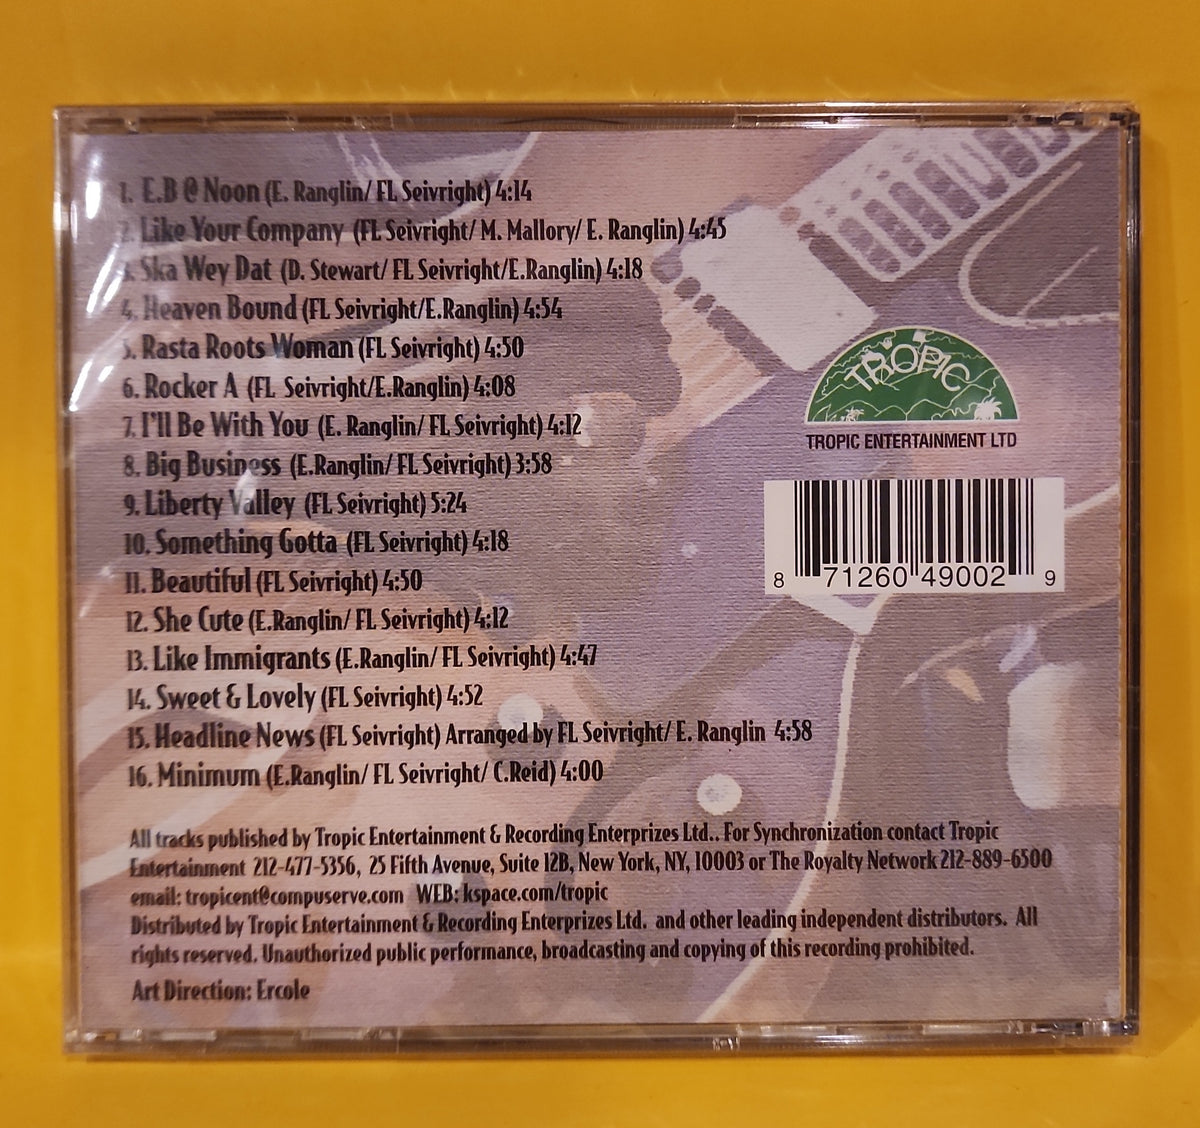 1. E.B @ Noon (E. Ranglin/ FL Seivright) 4:14
2. Like Your Company (FL Seivright/ M. Mallory/ E. Ranglin) 4:45
3. Ska Wey Dat (D. Stewart/ FL Seivright/E.Ranglin) 4:18
4. Heaven Bound (FL Seivright/E.Ranglin) 4:54
5. Rasta Roots Woman (FL Seivright) 4:50
6. Rocker A (FL Seivright/E.Ranglin) 4:08
7. I'll Be With You (E. Ranglin/ FL Seivright) 4:12
8. Big Business (E.Ranglin/ FL Seivright) 3:58
9. Liberty Valley (FL Seivright) 5:24
10. Something Gotta (FL Seivright) 4:18
11. Beautiful (FL Seivright) 4:50
12. She Cute (E.Ranglin/ FL Seivright) 4:12
13. Like Immigrants (E.Ranglin/ FL Seivright) 4:47
14. Sweet & Lovely (FL Seivright) 4:52
15. Headline News (FL Seivright) Arranged by FL Seivright/ E. Ranglin 4:58
16. Minimum (E.Ranglin/ FL Seivright/ C.Reid) 4:00
TROPIC
TROPIC ENTERTAINMENT LTD
8 71260 49002 9
All tracks published by Tropic Entertainment & Recording Enterprizes Ltd.. For Synchronization contact Tropic
Entertainment 212-477-5356, 25 Fifth Avenue, Suite 12B, New York, NY, 10003 or The Royalty Network 212-889-6500
email: tropicent@compuserve.com WEB: kspace.com/tropic
Distributed by Tropic Entertainment & Recording Enterprizes Ltd. and other leading independent distributors. All
rights reserved. Unauthorized public performance, broadcasting and copying of this recording prohibited.
Art Direction: Ercole